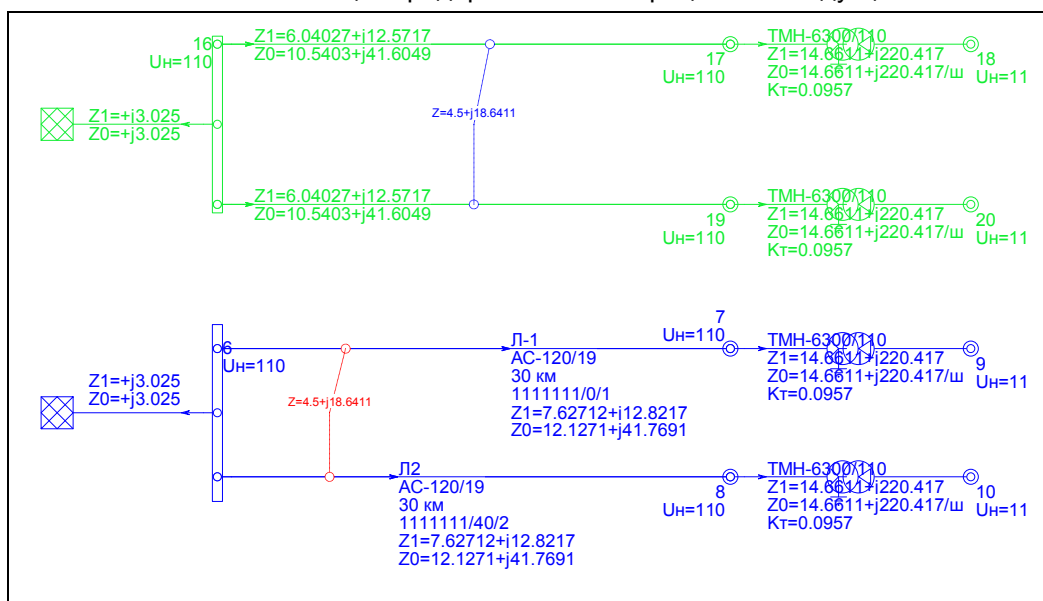 16
Uн=110
Z1=6.04027+j12.5717
Z0=10.5403+j41.6049
Z=4.5+j18.6411
17
Uн=110
ТМН-6300/110
Z1=14.6611+j220.417
Z0=14.6611+j220.417/ш
Кт=0.0957
18
Uн=11
Z1=+j3.025
Z0=+j3.025
Z1=6.04027+j12.5717
Z0=10.5403+j41.6049
19
Uн=110
ТМН-6300/110
Z1=14.6611+j220.417
Z0=14.6611+j220.417/ш
Кт=0.0957
20
Uн=11
6
Uн=110
Z1=+j3.025
Z0=+j3.025
Z=4.5+j18.6411
Л-1
АС-120/19
30 км
1111111/0/1
Z1=7.62712+j12.8217
Z0=12.1271+j41.7691
7
Uн=110
ТМН-6300/110
Z1=14.6611+j220.417
Z0=14.6611+j220.417/ш
Кт=0.0957
9
Uн=11
Л2
АС-120/19
30 км
1111111/40/2
Z1=7.62712+j12.8217
Z0=12.1271+j41.7691
8
Uн=110
ТМН-6300/110
Z1=14.6611+j220.417
Z0=14.6611+j220.417/ш
Кт=0.0957
10
Uн=11